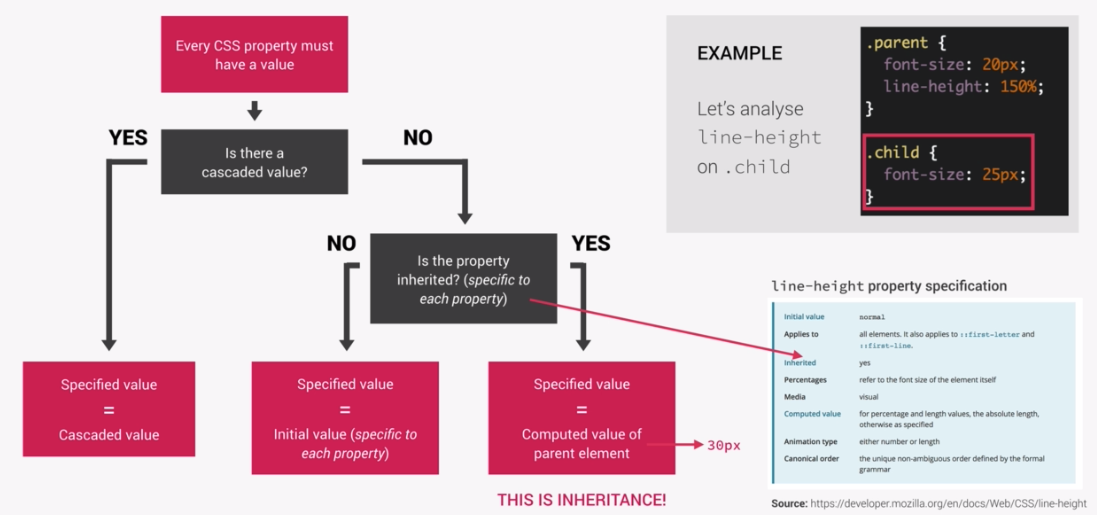 Every CSS property must
have a value
YES
Is there a
cascaded value?
NO
NO
Is the property
inherited? (specific to
each property)
YES
Specified value
=
Cascaded value
Specified value
=
Initial value (specific to
each property)
Specified value
=
Computed value of
parent element
30px
THIS IS INHERITANCE!
EXAMPLE
Let's analyse
line-height
on .child
.parent {
font-size: 20px;
line-height: 150%;
}
.child {
font-size: 25px;
}
line-height property specification
Initial value normal
Applies to all elements. It also applies to ::first-letter and
::first-line.
Inherited yes
Percentages refer to the font size of the element itself
Media visual
Computed value for percentage and length values, the absolute length,
otherwise as specified
Animation type either number or length
Canonical order the unique non-ambiguous order defined by the formal
grammar
Source: https://developer.mozilla.org/en/docs/Web/CSS/line-height